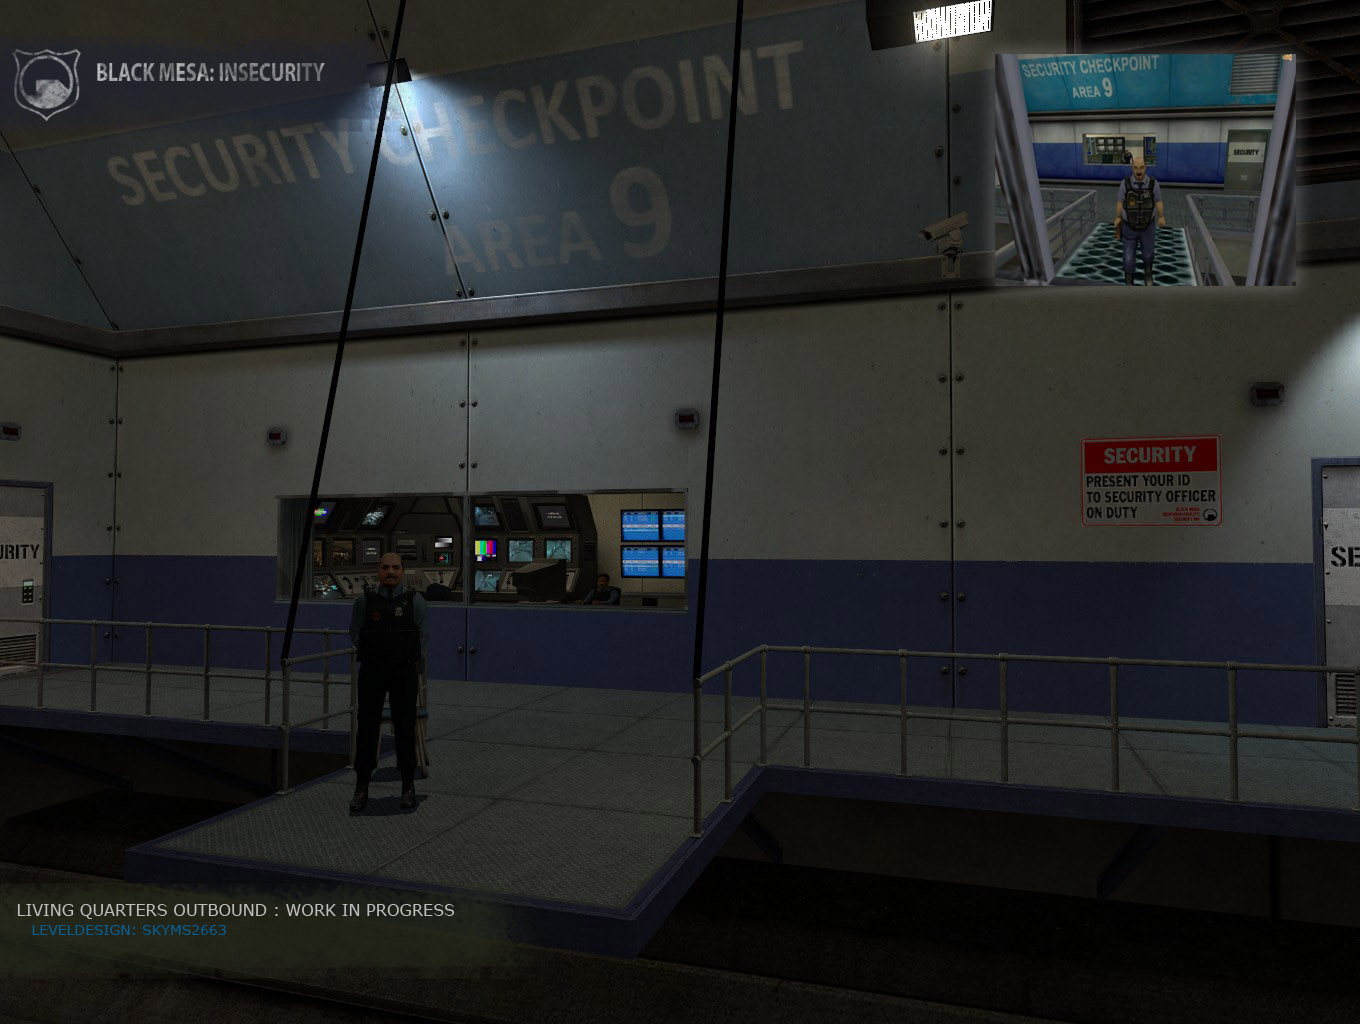 BLACK MESA: INSECURITY
SECURITY CHECKPOINT
AREA 9
SECURITY CHECKPOINT
AREA 9
SECURITY
URITY
SECURITY
PRESENT YOUR ID
TO SECURITY OFFICER
ON DUTY
SE
LIVING QUARTERS OUTBOUND : WORK IN PROGRESS
LEVELDESIGN: SKYMS2663